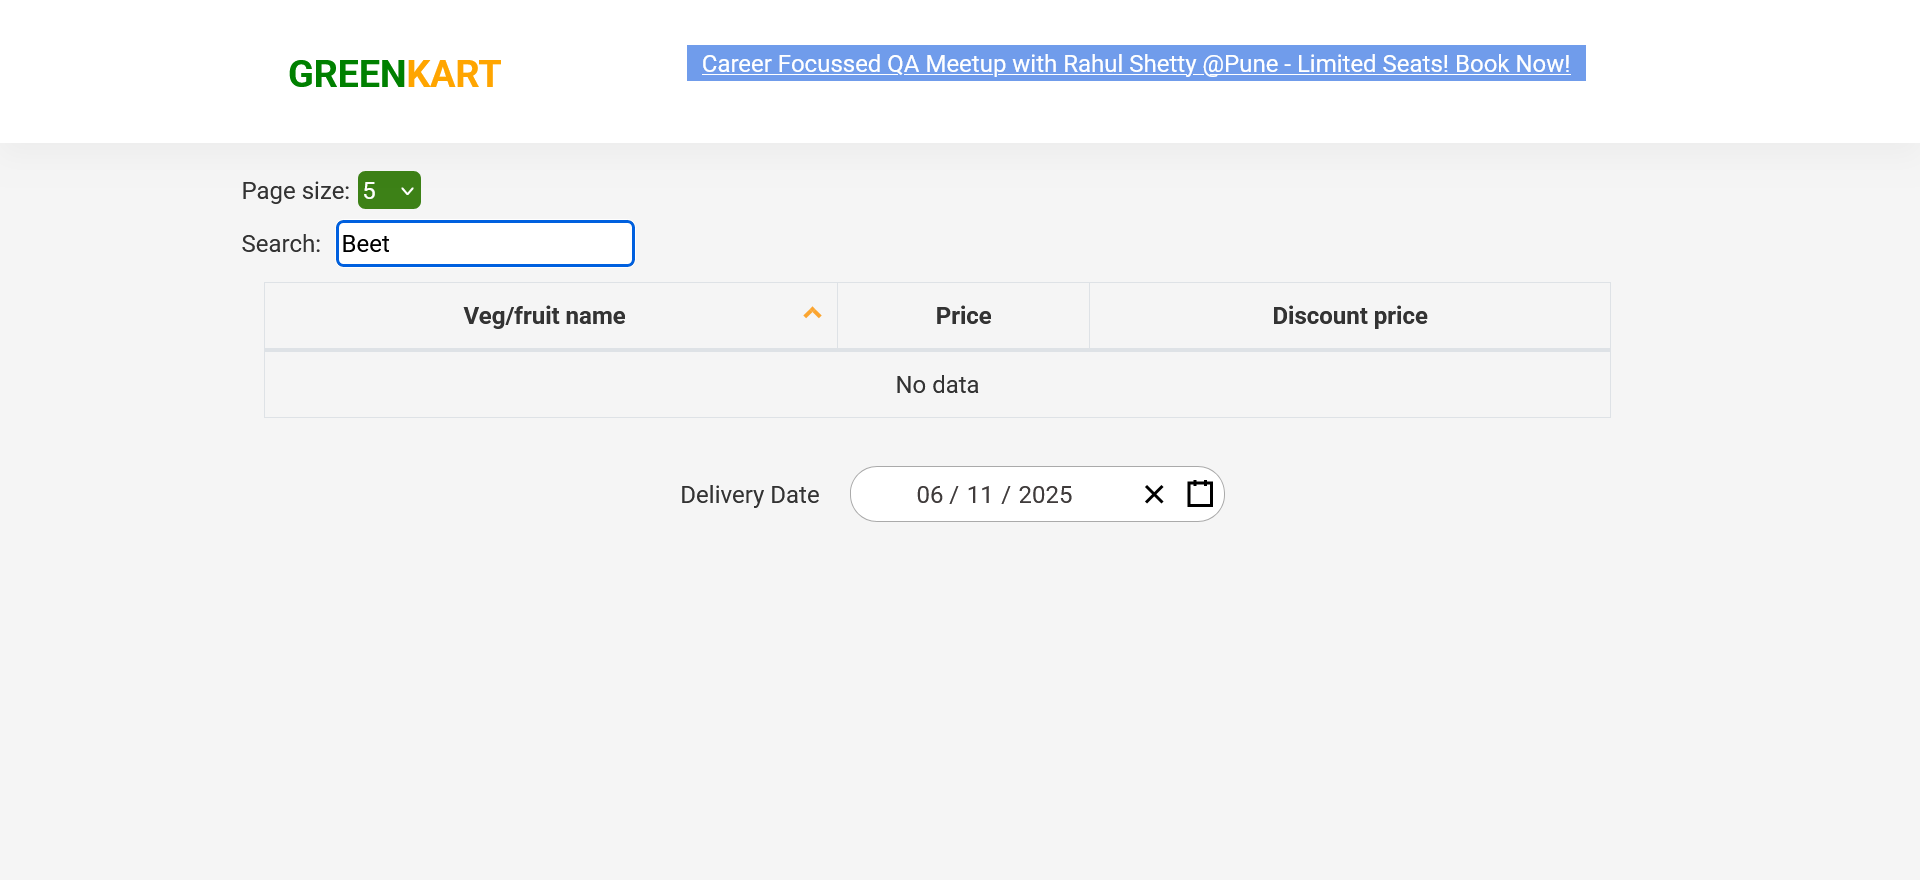 GREENKART
Career Focussed QA Meetup with Rahul Shetty @Pune - Limited Seats! Book Now!
Page size: 5
Search: Beet
Veg/fruit name Price Discount price
No data
Delivery Date 06 / 11 / 2025